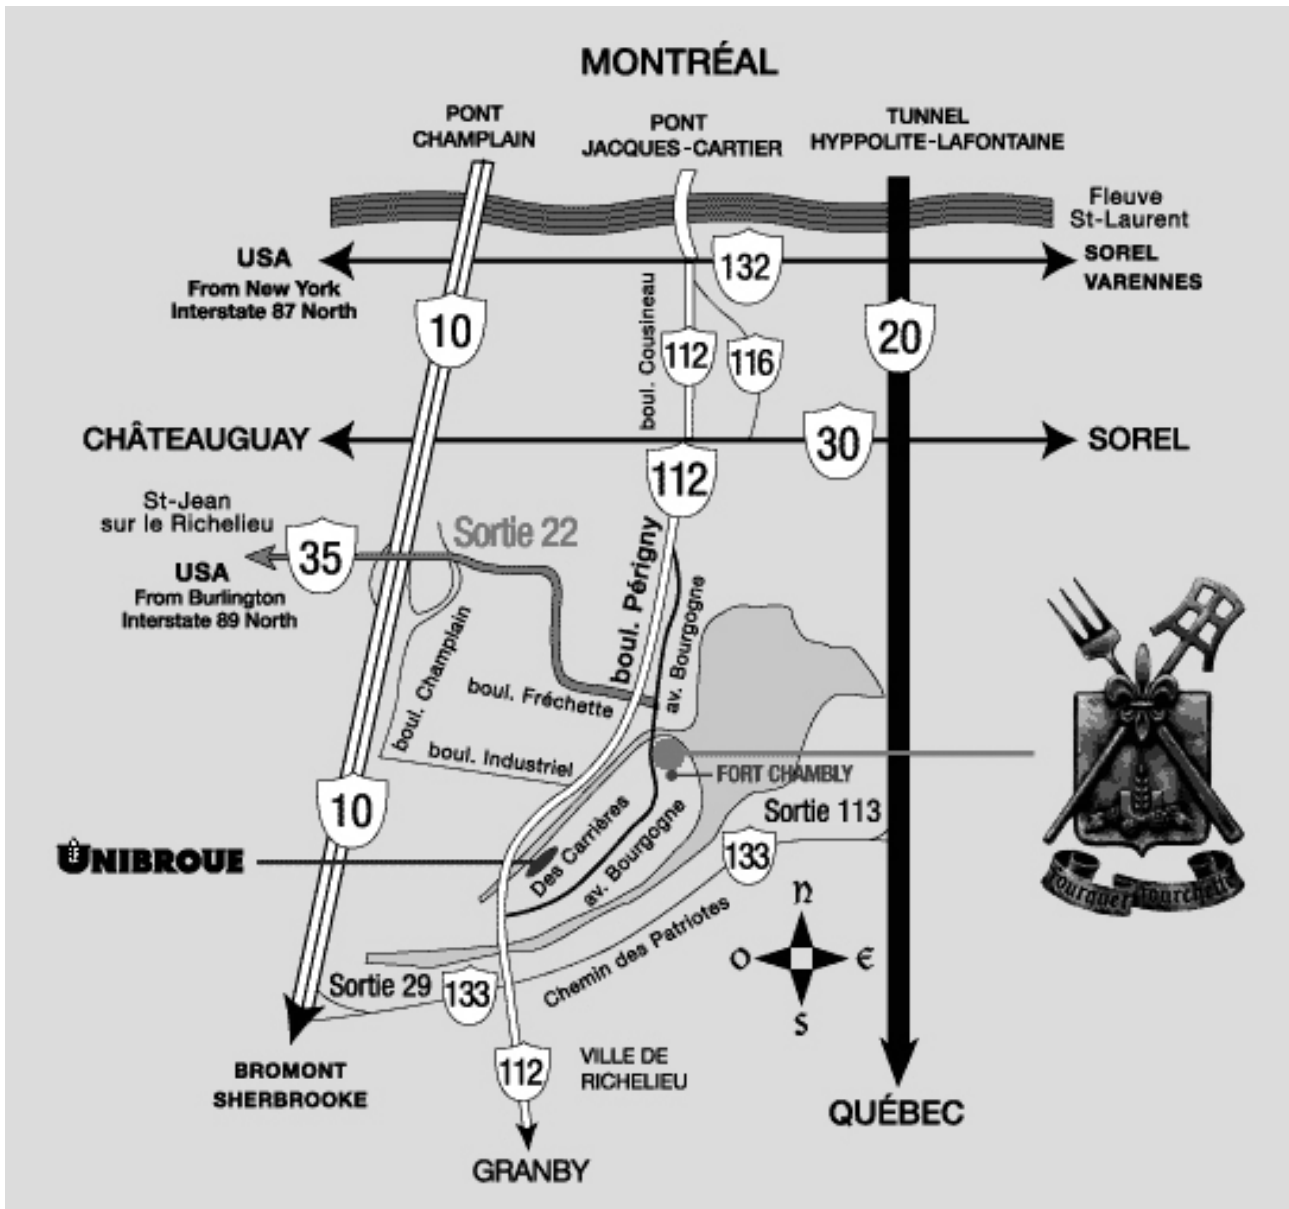 MONTRÉAL
PONT
CHAMPLAIN
PONT
JACQUES-CARTIER
TUNNEL
HYPPOLITE-LAFONTAINE
Fleuve
St-Laurent
USA
From New York
Interstate 87 North
132
SOREL
VARENNES
10
boul. Cousineau
112
116
20
CHÂTEAUGUAY
30
SOREL
112
St-Jean
sur le Richelieu
35
Sortie 22
USA
From Burlington
Interstate 89 North
boul. Périgny
av. Bourgogne
boul. Champlain
boul. Fréchette
boul. Industriel
FORT CHAMBLY
10
Sortie 113
UNIBROUE
Des Carrières
av. Bourgogne
133
Fourquet Fourchette
N
O
E
S
Chemin des Patriotes
Sortie 29
133
BROMONT
SHERBROOKE
112
VILLE DE
RICHELIEU
QUÉBEC
GRANBY